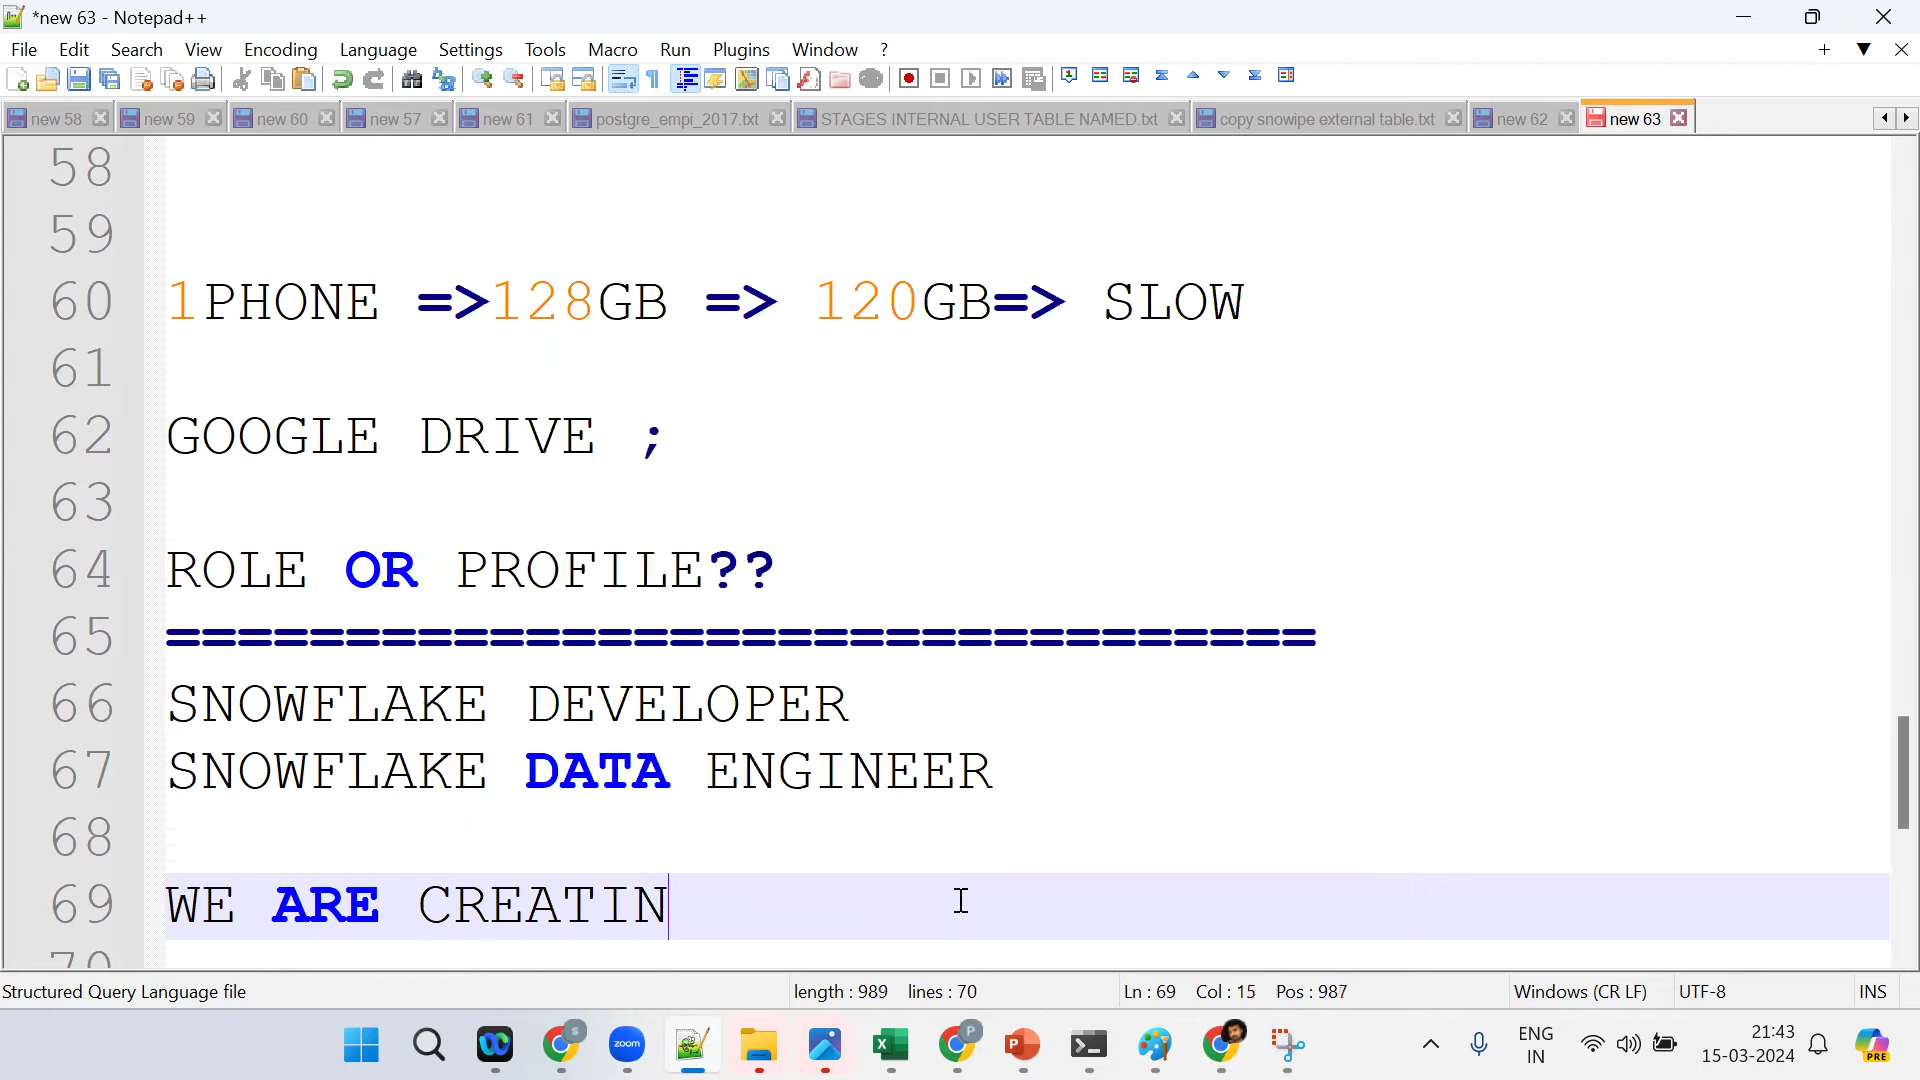 *new 63 - Notepad++
File Edit Search View Encoding Language Settings Tools Macro Run Plugins Window ?
new 58 new 59 new 60 new 57 new 61 postgre_empi_2017.txt STAGES INTERNAL USER TABLE NAMED.txt copy snowipe external table.txt new 62 new 63
58
59
60 1PHONE =>128GB => 120GB=> SLOW
61
62 GOOGLE DRIVE ;
63
64 ROLE OR PROFILE??
65 ================================
66 SNOWFLAKE DEVELOPER
67 SNOWFLAKE DATA ENGINEER
68
69 WE ARE CREATIN
70
Structured Query Language file length : 989 lines : 70 Ln : 69 Col : 15 Pos : 987 Windows (CR LF) UTF-8 INS
zoom
ENG
IN
21:43
15-03-2024
PRE